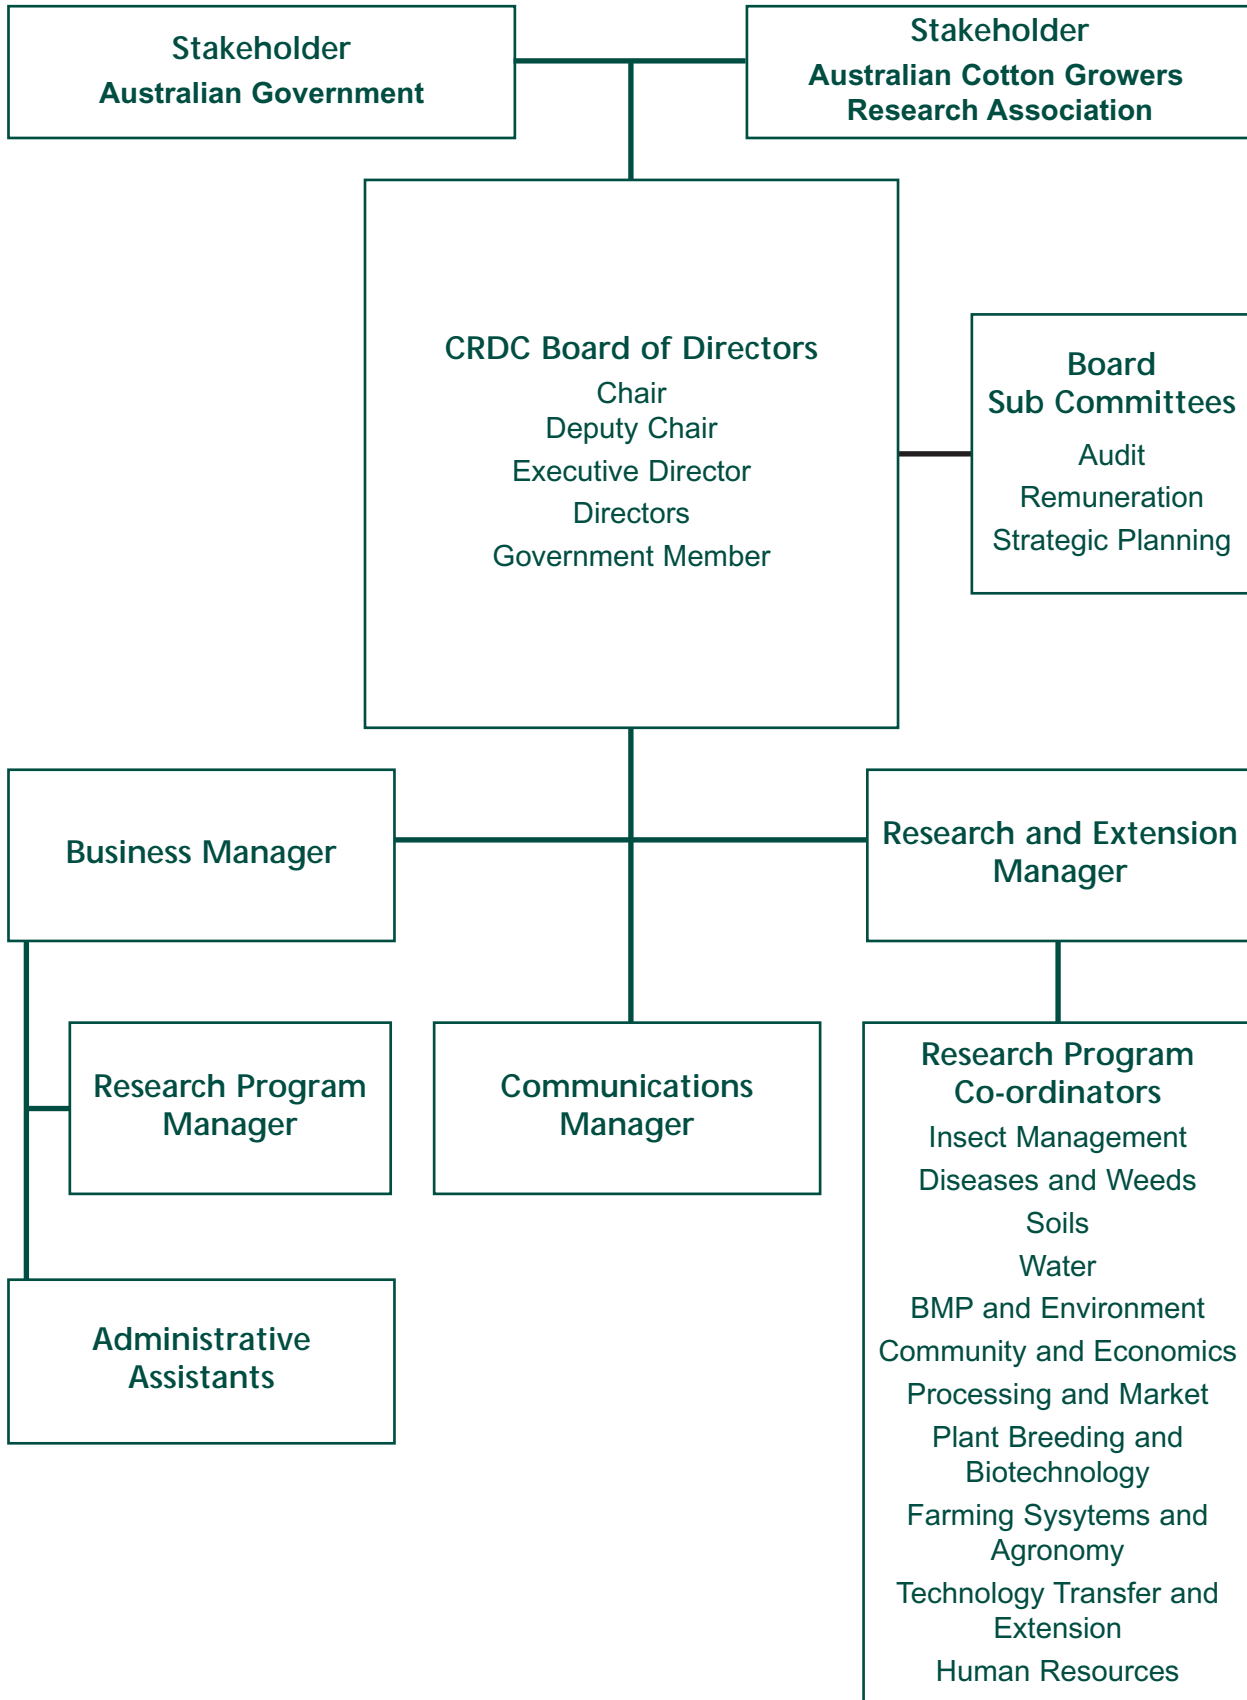 Stakeholder
Australian Government
Stakeholder
Australian Cotton Growers
Research Association
CRDC Board of Directors
Chair
Deputy Chair
Executive Director
Directors
Government Member
Board
Sub Committees
Audit
Remuneration
Strategic Planning
Business Manager
Research and Extension
Manager
Research Program
Manager
Communications
Manager
Research Program
Co-ordinators
Insect Management
Diseases and Weeds
Soils
Water
BMP and Environment
Community and Economics
Processing and Market
Plant Breeding and
Biotechnology
Farming Sysytems and
Agronomy
Technology Transfer and
Extension
Human Resources
Administrative
Assistants